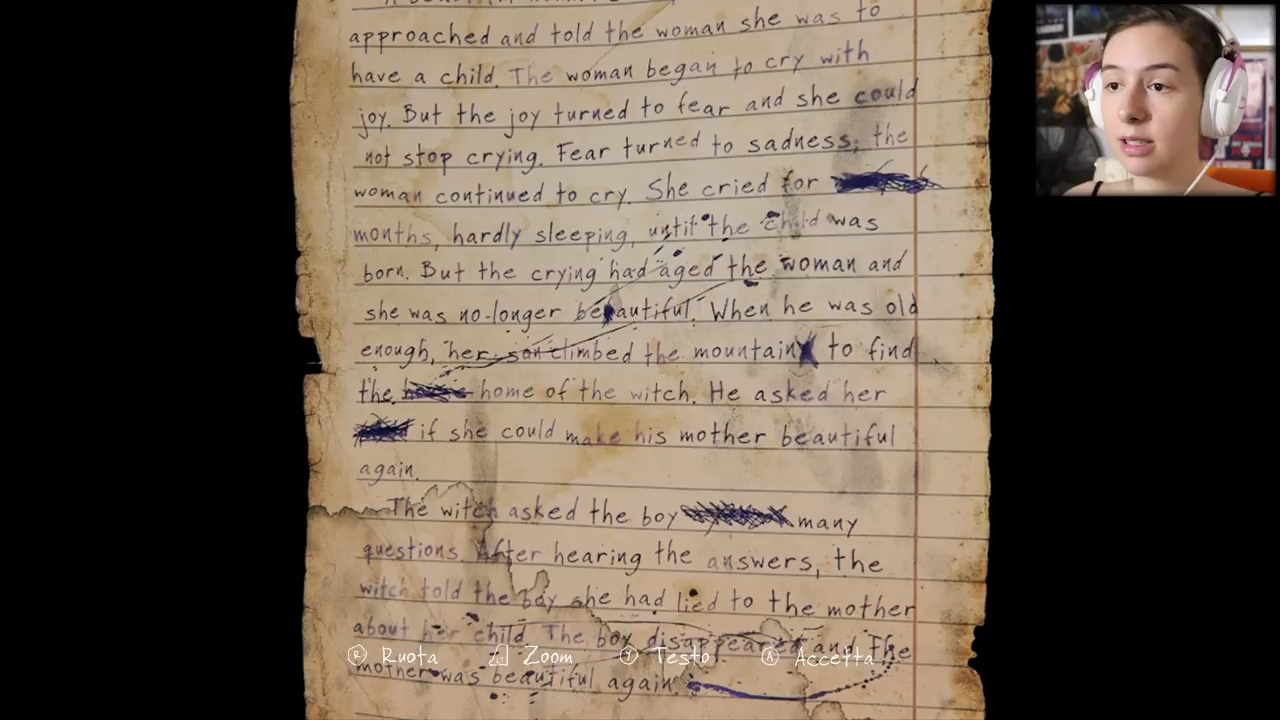 approached and told the woman she was to
have a child. The woman began to cry with
joy. But the joy turned to fear and she could
not stop crying. Fear turned to sadness; the
woman continued to cry. She cried for
months, hardly sleeping, until the child was
born. But the crying had aged the woman and
she was no-longer beautiful. When he was old
enough, her son climbed the mountain to find
the home of the witch. He asked her
if she could make his mother beautiful
again.
The witch asked the boy many
questions. After hearing the answers, the
witch told the boy she had lied to the mother
about her child. The boy disappeared and The
mother was beautiful again.
R Ruota Zoom Y Testo A Accetta